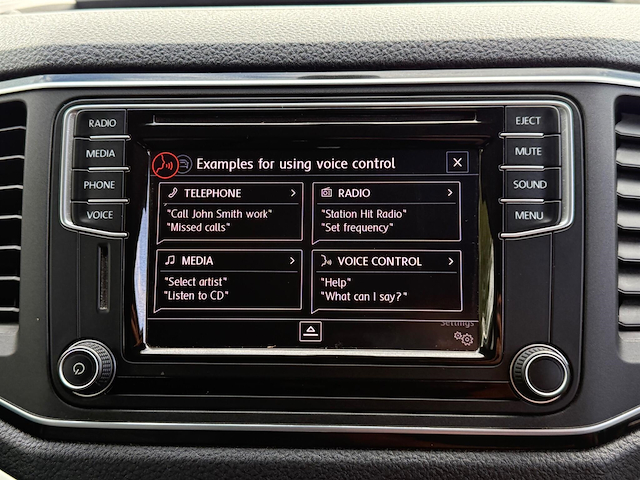 RADIO
MEDIA
PHONE
VOICE
EJECT
MUTE
SOUND
MENU
Examples for using voice control
TELEPHONE
"Call John Smith work"
"Missed calls"
RADIO
"Station Hit Radio"
"Set frequency"
MEDIA
"Select artist"
"Listen to CD"
VOICE CONTROL
"Help"
"What can I say?"
Settings